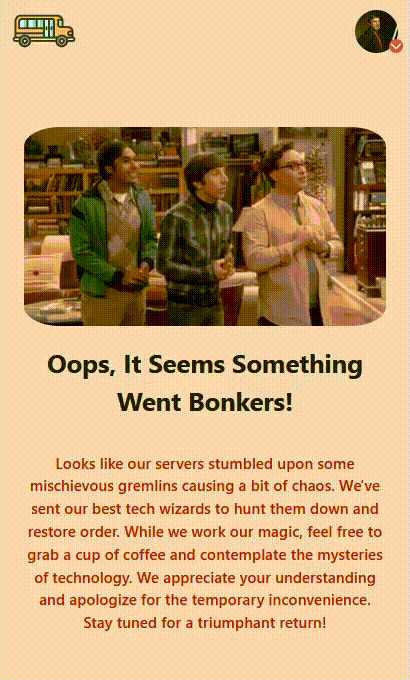 Oops, It Seems Something
Went Bonkers!
Looks like our servers stumbled upon some
mischievous gremlins causing a bit of chaos. We've
sent our best tech wizards to hunt them down and
restore order. While we work our magic, feel free to
grab a cup of coffee and contemplate the mysteries
of technology. We appreciate your understanding
and apologize for the temporary inconvenience.
Stay tuned for a triumphant return!